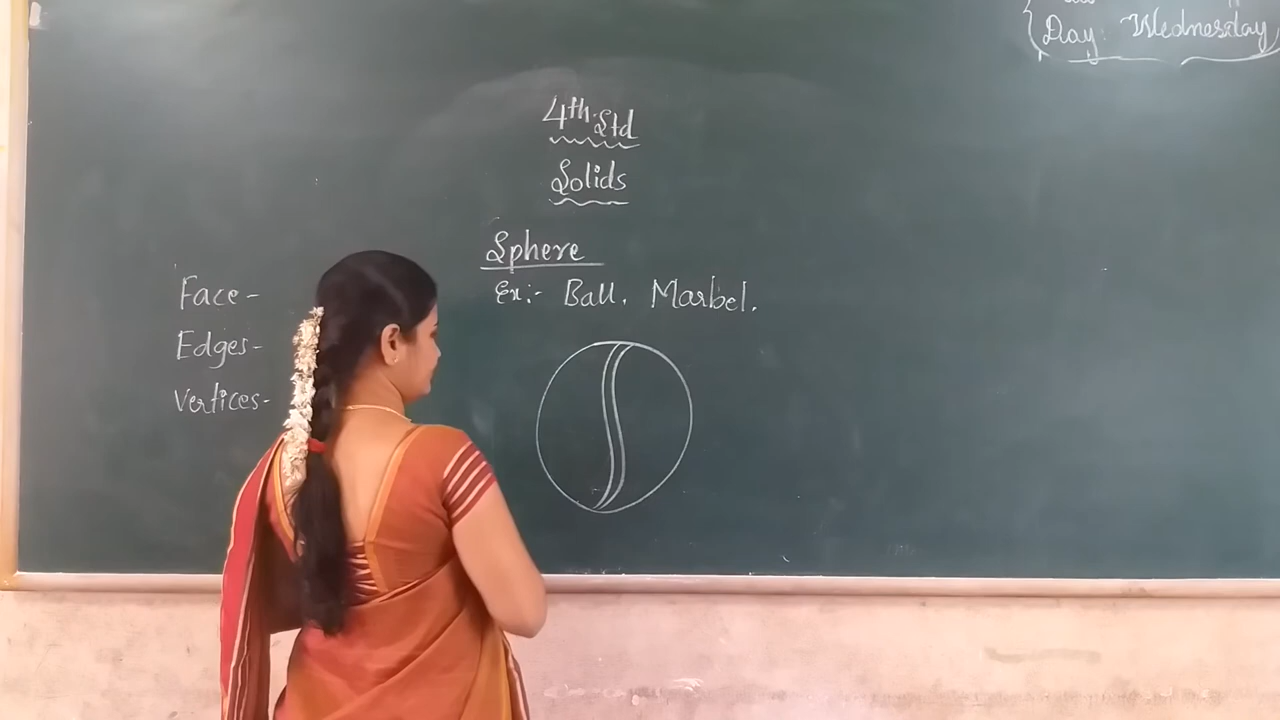 Day: Wednesday
4th Std
Solids
Sphere
Ex:- Ball, Marbel.
Face-
Edges-
Vertices-